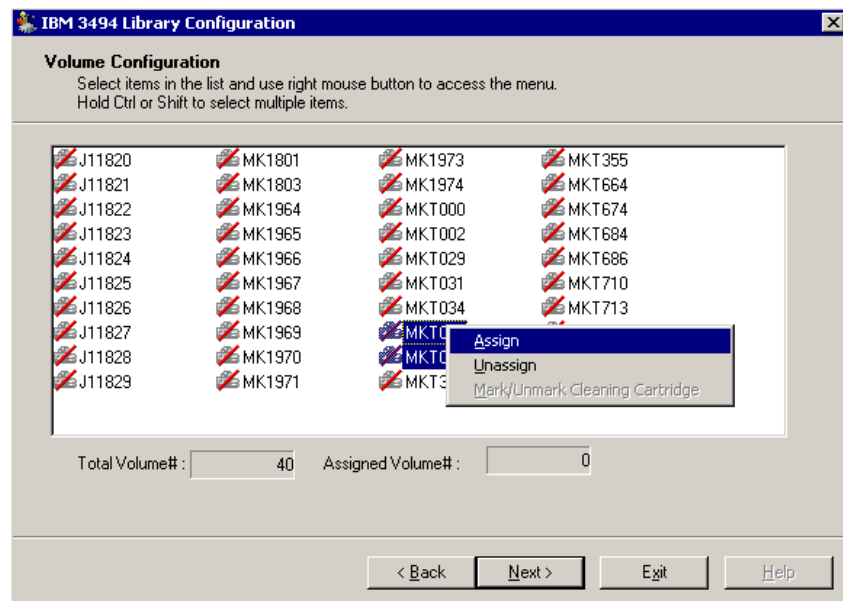 IBM 3494 Library Configuration
Volume Configuration
Select items in the list and use right mouse button to access the menu.
Hold Ctrl or Shift to select multiple items.
J11820 MK1801 MK1973 MKT355
J11821 MK1803 MK1974 MKT664
J11822 MK1964 MKT000 MKT674
J11823 MK1965 MKT002 MKT684
J11824 MK1966 MKT029 MKT686
J11825 MK1967 MKT031 MKT710
J11826 MK1968 MKT034 MKT713
J11827 MK1969
J11828 MK1970
J11829 MK1971
Assign
Unassign
Mark/Unmark Cleaning Cartridge
Total Volume# : 40 Assigned Volume# : 0
< Back Next > Exit Help